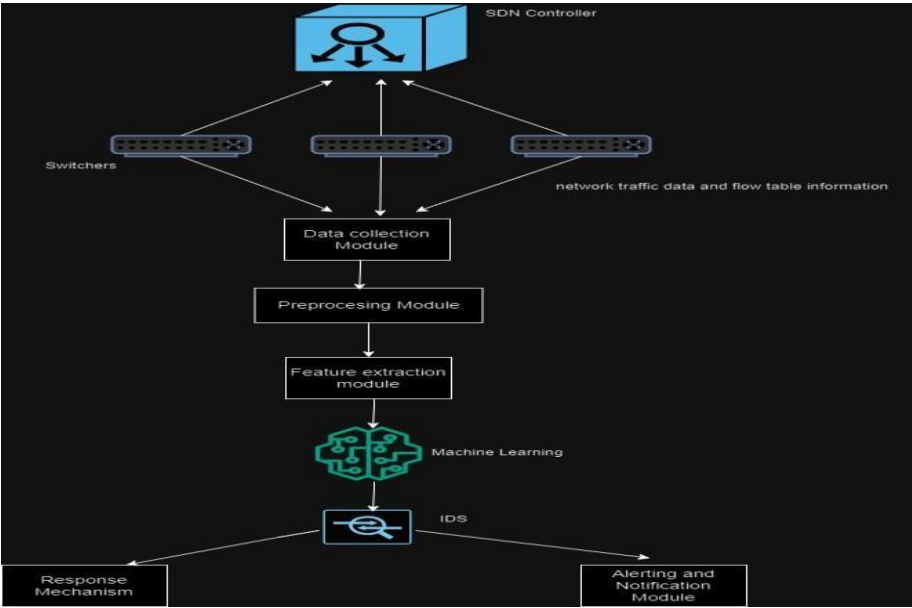 SDN Controller
Switchers
network traffic data and flow table information
Data collection
Module
Preprocesing Module
Feature extraction
module
Machine Learning
IDS
Response
Mechanism
Alerting and
Notification
Module